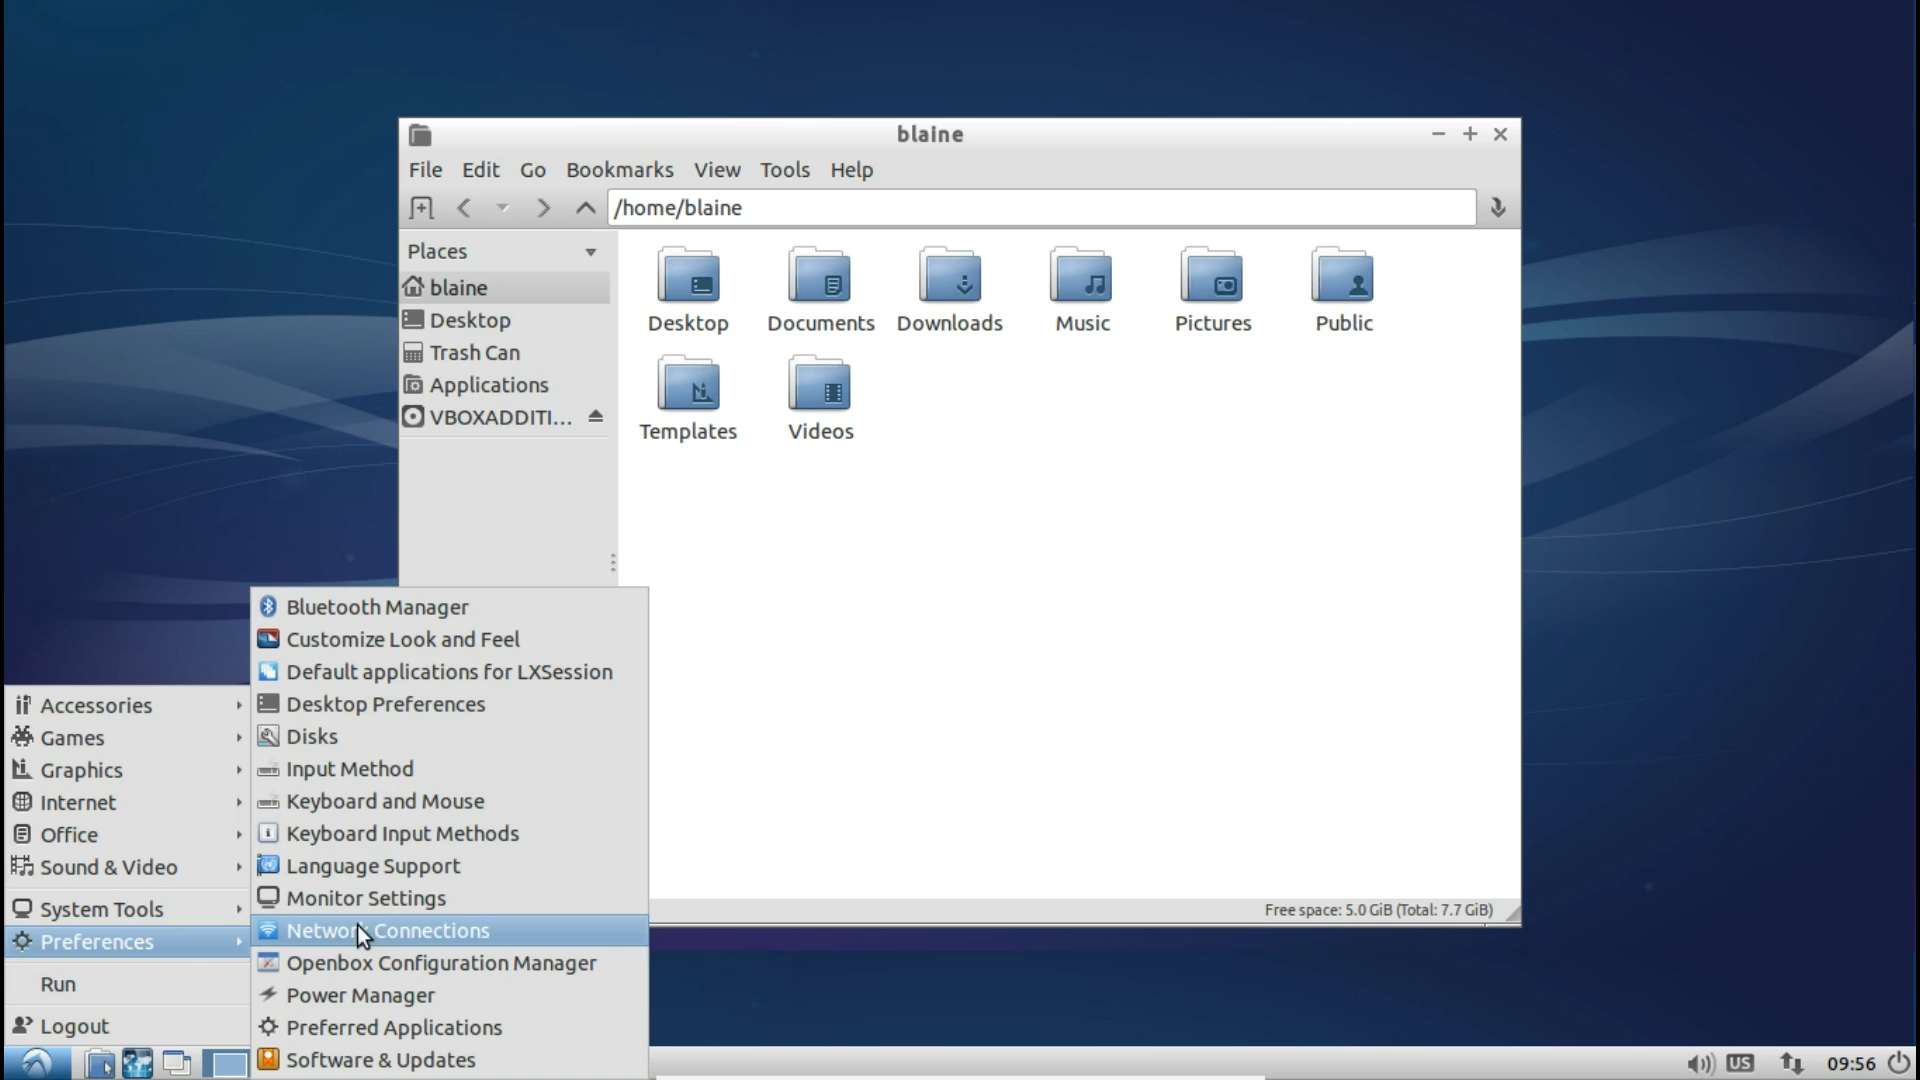 blaine
File Edit Go Bookmarks View Tools Help
/home/blaine
Places
blaine
Desktop
Trash Can
Applications
VBOXADDITI...
Desktop Documents Downloads Music Pictures Public
Templates Videos
Free space: 5.0 GiB (Total: 7.7 GiB)
Bluetooth Manager
Customize Look and Feel
Default applications for LXSession
Desktop Preferences
Disks
Input Method
Keyboard and Mouse
Keyboard Input Methods
Language Support
Monitor Settings
Network Connections
Openbox Configuration Manager
Power Manager
Preferred Applications
Software & Updates
Accessories
Games
Graphics
Internet
Office
Sound & Video
System Tools
Preferences
Run
Logout
US 09:56